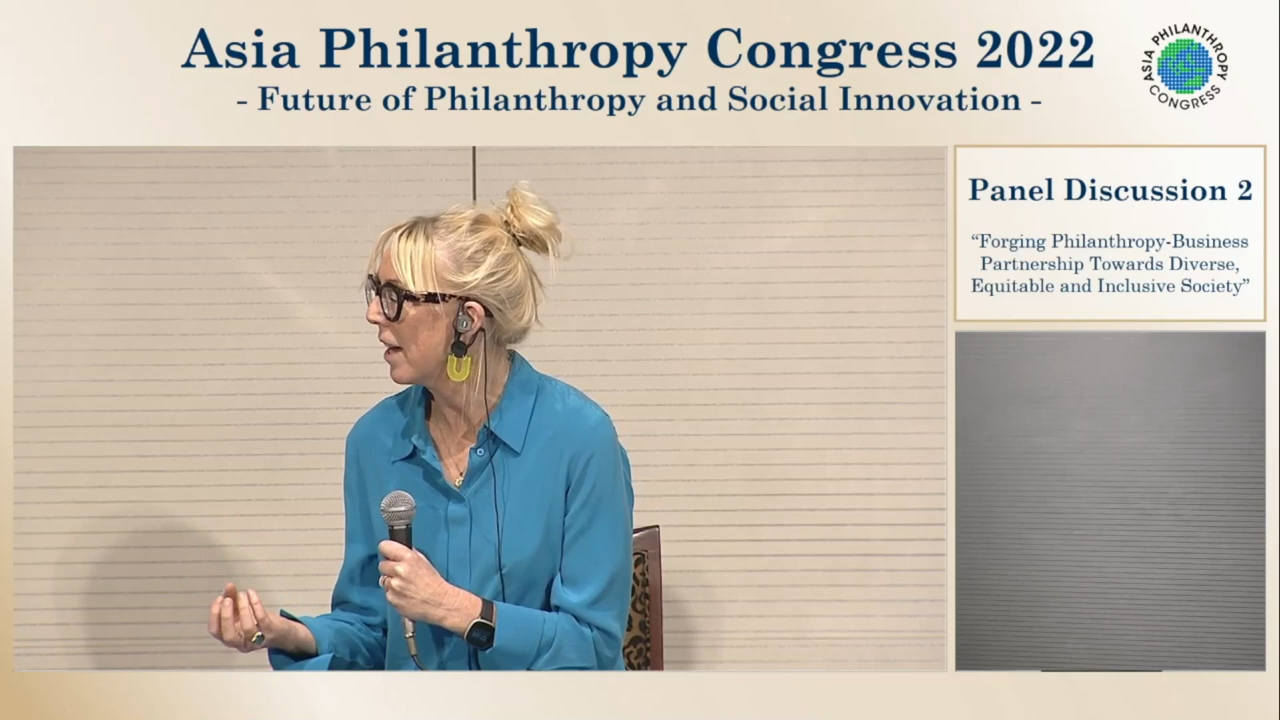 Asia Philanthropy Congress 2022
- Future of Philanthropy and Social Innovation -
ASIA PHILANTHROPY
CONGRESS
Panel Discussion 2
“Forging Philanthropy-Business
Partnership Towards Diverse,
Equitable and Inclusive Society”